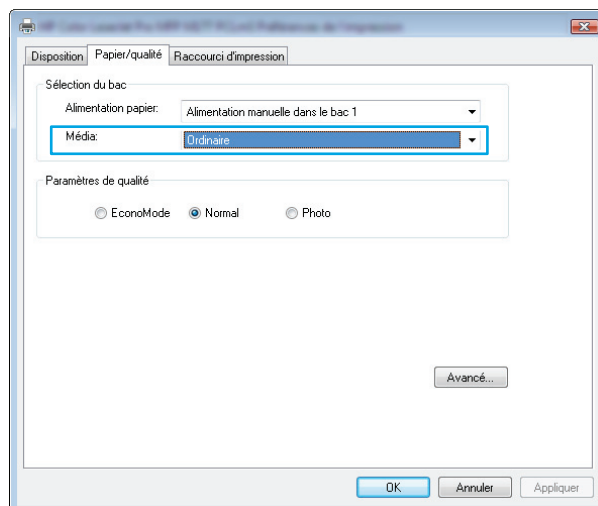 Disposition Papier/qualité Raccourci d'impression
Sélection du bac
Alimentation papier: Alimentation manuelle dans le bac 1
Média: Ordinaire
Paramètres de qualité
EconoMode Normal Photo
Avancé...
OK Annuler Appliquer